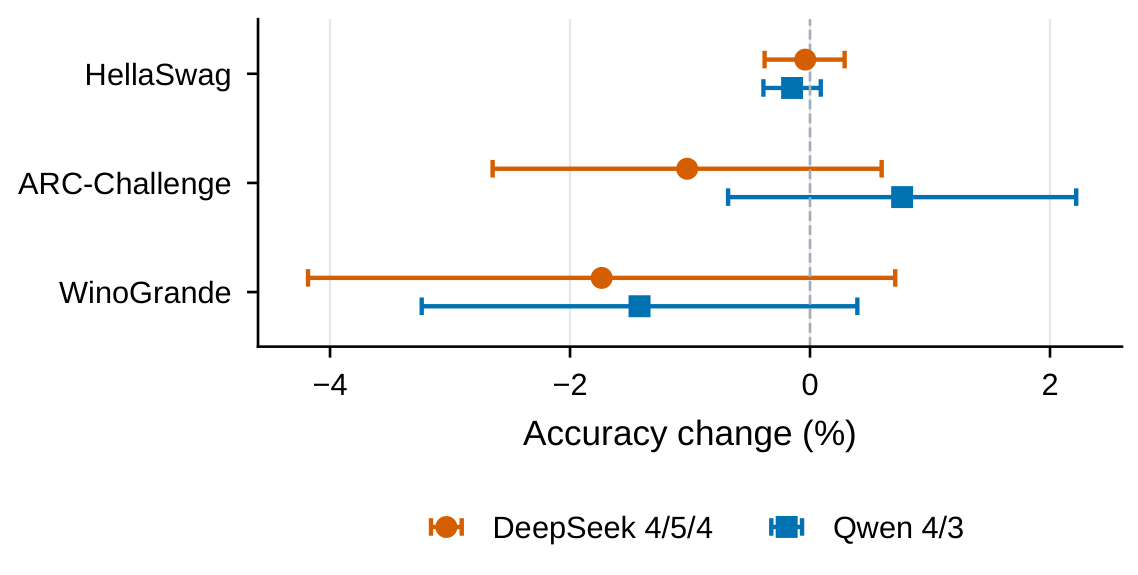 HellaSwag
ARC-Challenge
WinoGrande
−4 −2 0 2
Accuracy change (%)
DeepSeek 4/5/4 Qwen 4/3